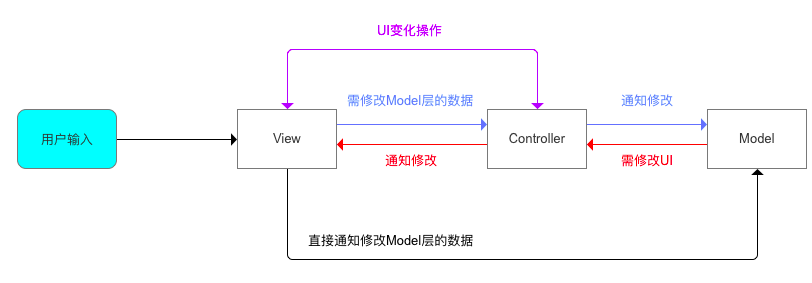 UI变化操作
需修改Model层的数据
通知修改
用户输入
View
Controller
Model
通知修改
需修改UI
直接通知修改Model层的数据